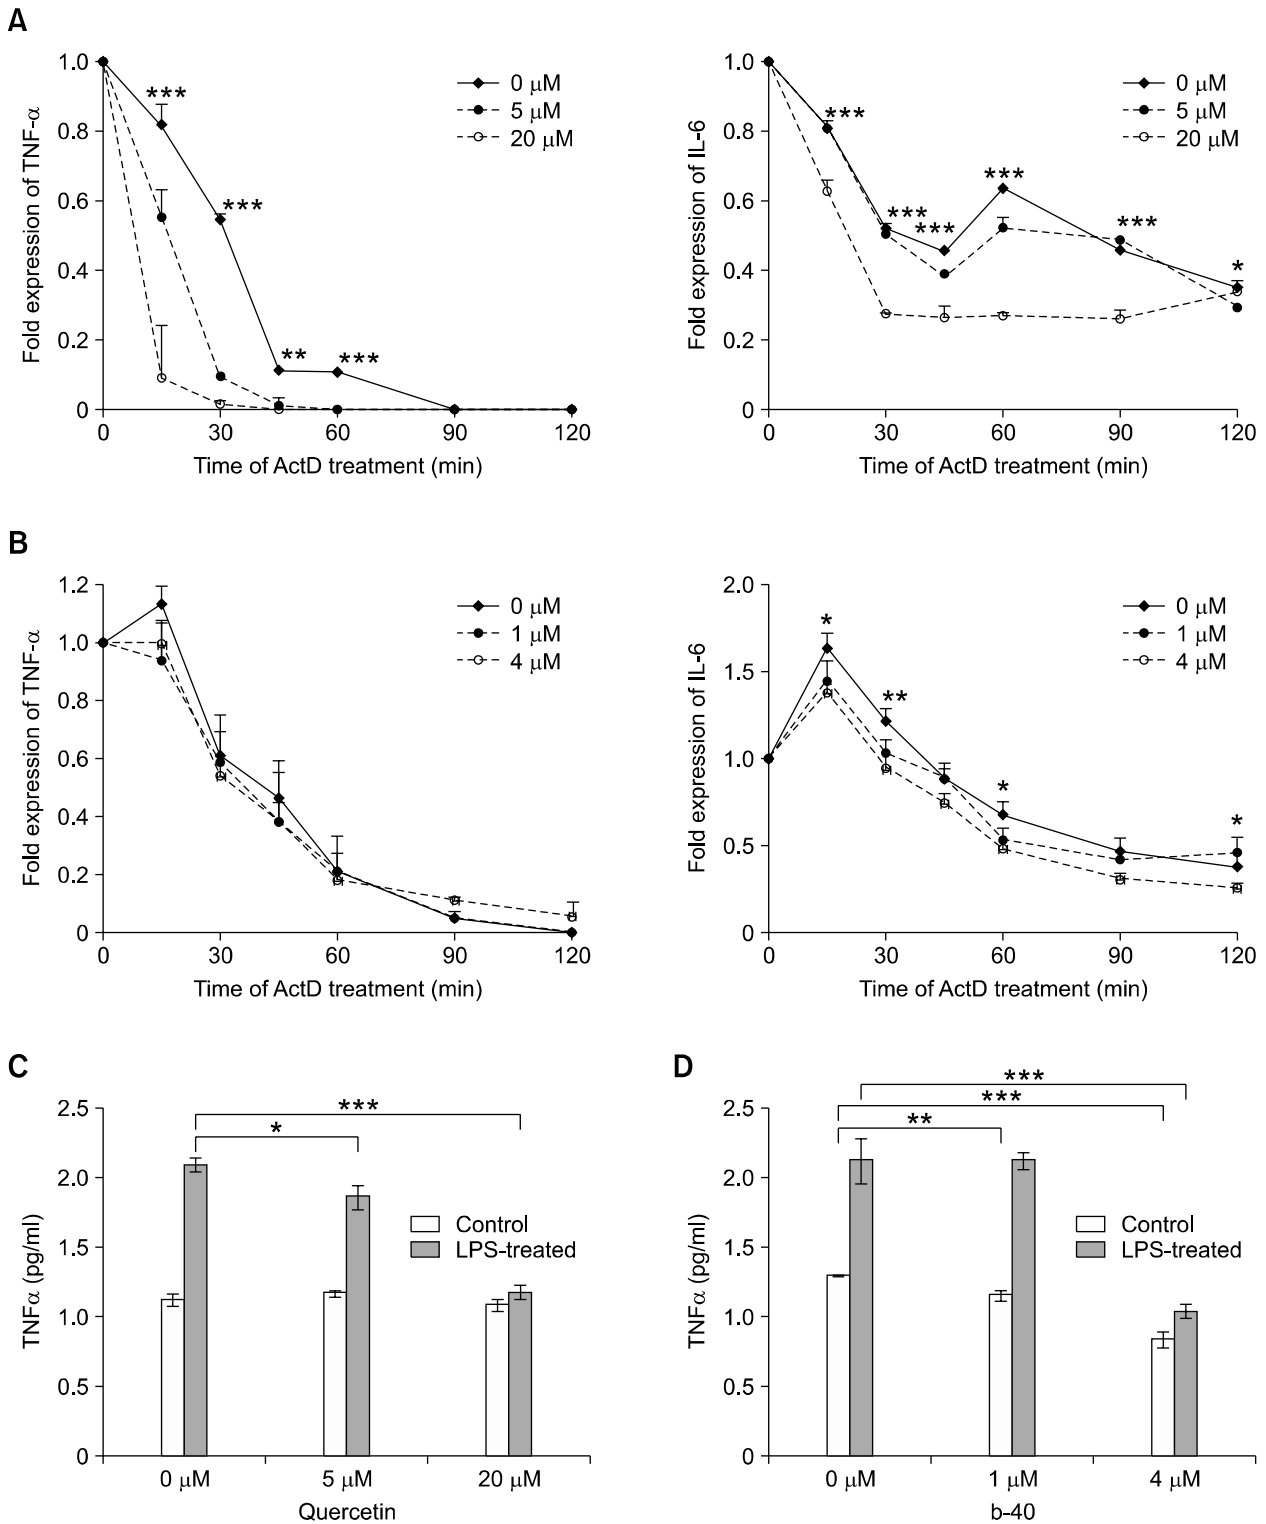 A
Fold expression of TNF-α
1.0
0.8
0.6
0.4
0.2
0
0 30 60 90 120
Time of ActD treatment (min)
0 μM
5 μM
20 μM
***
***
**
***
Fold expression of IL-6
1.0
0.8
0.6
0.4
0.2
0
0 30 60 90 120
Time of ActD treatment (min)
0 μM
5 μM
20 μM
***
***
***
***
***
*
B
Fold expression of TNF-α
1.2
1.0
0.8
0.6
0.4
0.2
0
0 30 60 90 120
Time of ActD treatment (min)
0 μM
1 μM
4 μM
Fold expression of IL-6
2.0
1.5
1.0
0.5
0
0 30 60 90 120
Time of ActD treatment (min)
0 μM
1 μM
4 μM
*
**
*
*
C
TNFα (pg/ml)
2.5
2.0
1.5
1.0
0.5
0
***
*
Control
LPS-treated
0 μM 5 μM 20 μM
Quercetin
D
TNFα (pg/ml)
2.5
2.0
1.5
1.0
0.5
0
***
***
**
Control
LPS-treated
0 μM 1 μM 4 μM
b-40